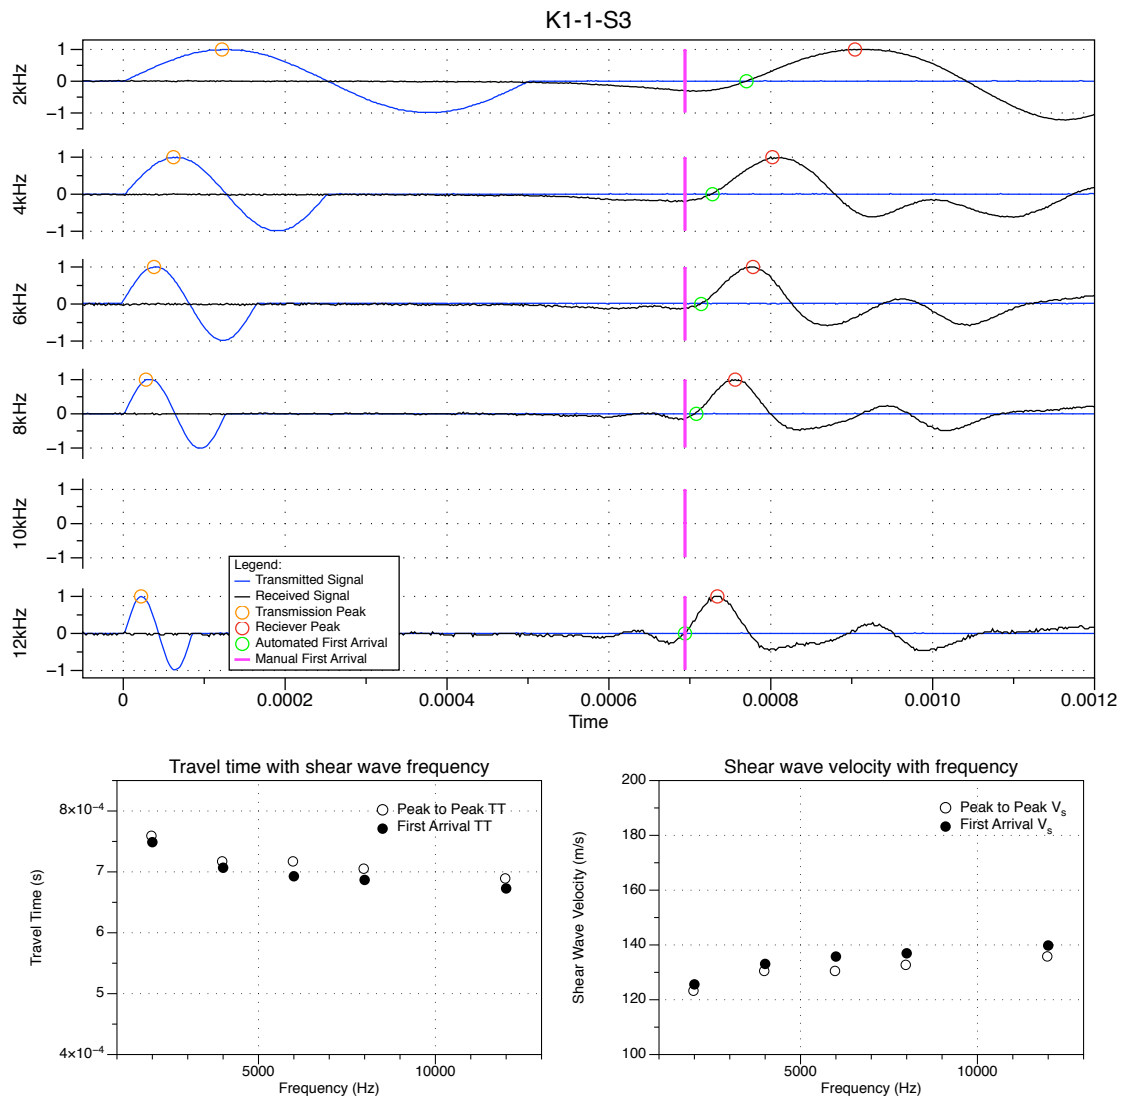 K1-1-S3
2kHz
1
0
−1
4kHz
1
0
−1
6kHz
1
0
−1
8kHz
1
0
−1
10kHz
1
0
−1
12kHz
1
0
−1
Legend:
Transmitted Signal
Received Signal
Transmission Peak
Reciever Peak
Automated First Arrival
Manual First Arrival
0 0.0002 0.0004 0.0006 0.0008 0.0010 0.0012
Time
Travel time with shear wave frequency
Travel Time (s)
8×10⁻⁴
7
6
5
4×10⁻⁴
Peak to Peak TT
First Arrival TT
5000 10000
Frequency (Hz)
Shear wave velocity with frequency
Shear Wave Velocity (m/s)
200
180
160
140
120
100
Peak to Peak Vₛ
First Arrival Vₛ
5000 10000
Frequency (Hz)